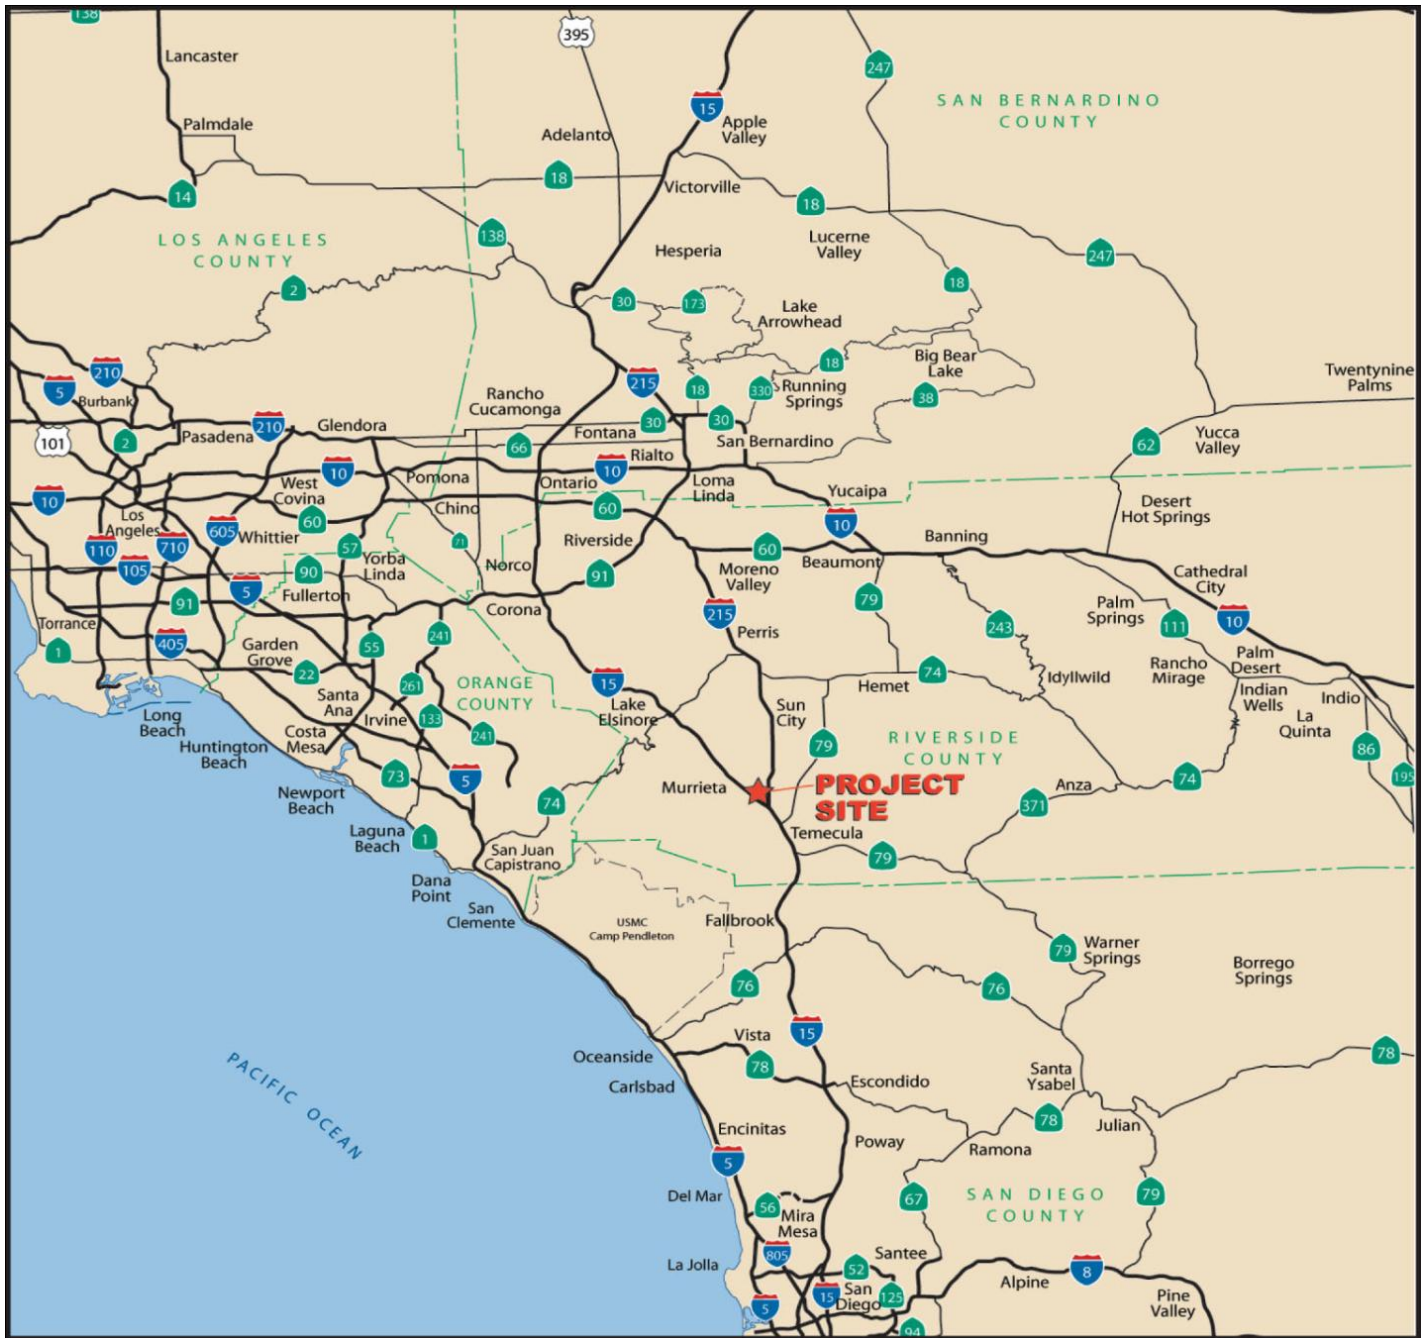 138
395
Lancaster
247
SAN BERNARDINO
COUNTY
15
Apple
Valley
Palmdale
Adelanto
18
14
Victorville
18
138
LOS ANGELES
COUNTY
Hesperia
Lucerne
Valley
247
2
30
173
18
Lake
Arrowhead
210
5
Burbank
215
18
330
Running
Springs
18
Big Bear
Lake
38
Twentynine
Palms
Rancho
Cucamonga
101
2
Pasadena
210
Glendora
66
Fontana
30
30
San Bernardino
62
Yucca
Valley
10
West
Covina
10
Pomona
Ontario
10
Rialto
Loma
Linda
Yucaipa
Desert
Hot Springs
Los
Angeles
605
Whittier
60
Chino
60
10
110
710
105
57
Yorba
Linda
71
Riverside
60
Banning
90
Fullerton
Norco
91
Moreno
Valley
Beaumont
Cathedral
City
91
5
Corona
215
79
Palm
Springs
111
10
Torrance
1
405
Garden
Grove
55
241
Perris
243
Rancho
Mirage
Palm
Desert
22
261
ORANGE
COUNTY
15
Lake
Elsinore
Hemet
74
Idyllwild
Indian
Wells
Indio
Long
Beach
Santa
Ana
Irvine
133
241
Sun
City
79
RIVERSIDE
COUNTY
La
Quinta
86
Huntington
Beach
Costa
Mesa
73
5
74
Murrieta
PROJECT
SITE
371
Anza
74
195
Newport
Beach
Laguna
Beach
1
San Juan
Capistrano
Temecula
79
Dana
Point
San
Clemente
USMC
Camp Pendleton
Fallbrook
79
Warner
Springs
Borrego
Springs
76
76
Vista
15
78
Oceanside
Carlsbad
78
Escondido
Santa
Ysabel
PACIFIC OCEAN
Encinitas
Poway
78
Julian
Ramona
5
Del Mar
56
Mira
Mesa
67
SAN DIEGO
COUNTY
79
805
La Jolla
52
Santee
8
Alpine
5
15
San
Diego
125
Pine
Valley
94